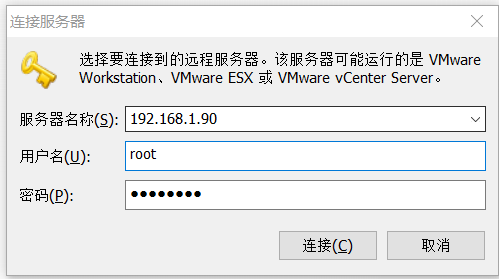 连接服务器
选择要连接到的远程服务器。该服务器可能运行的是 VMware
Workstation、VMware ESX 或 VMware vCenter Server。
服务器名称(S): 192.168.1.90
用户名(U): root
密码(P): ●●●●●●●●
连接(C) 取消